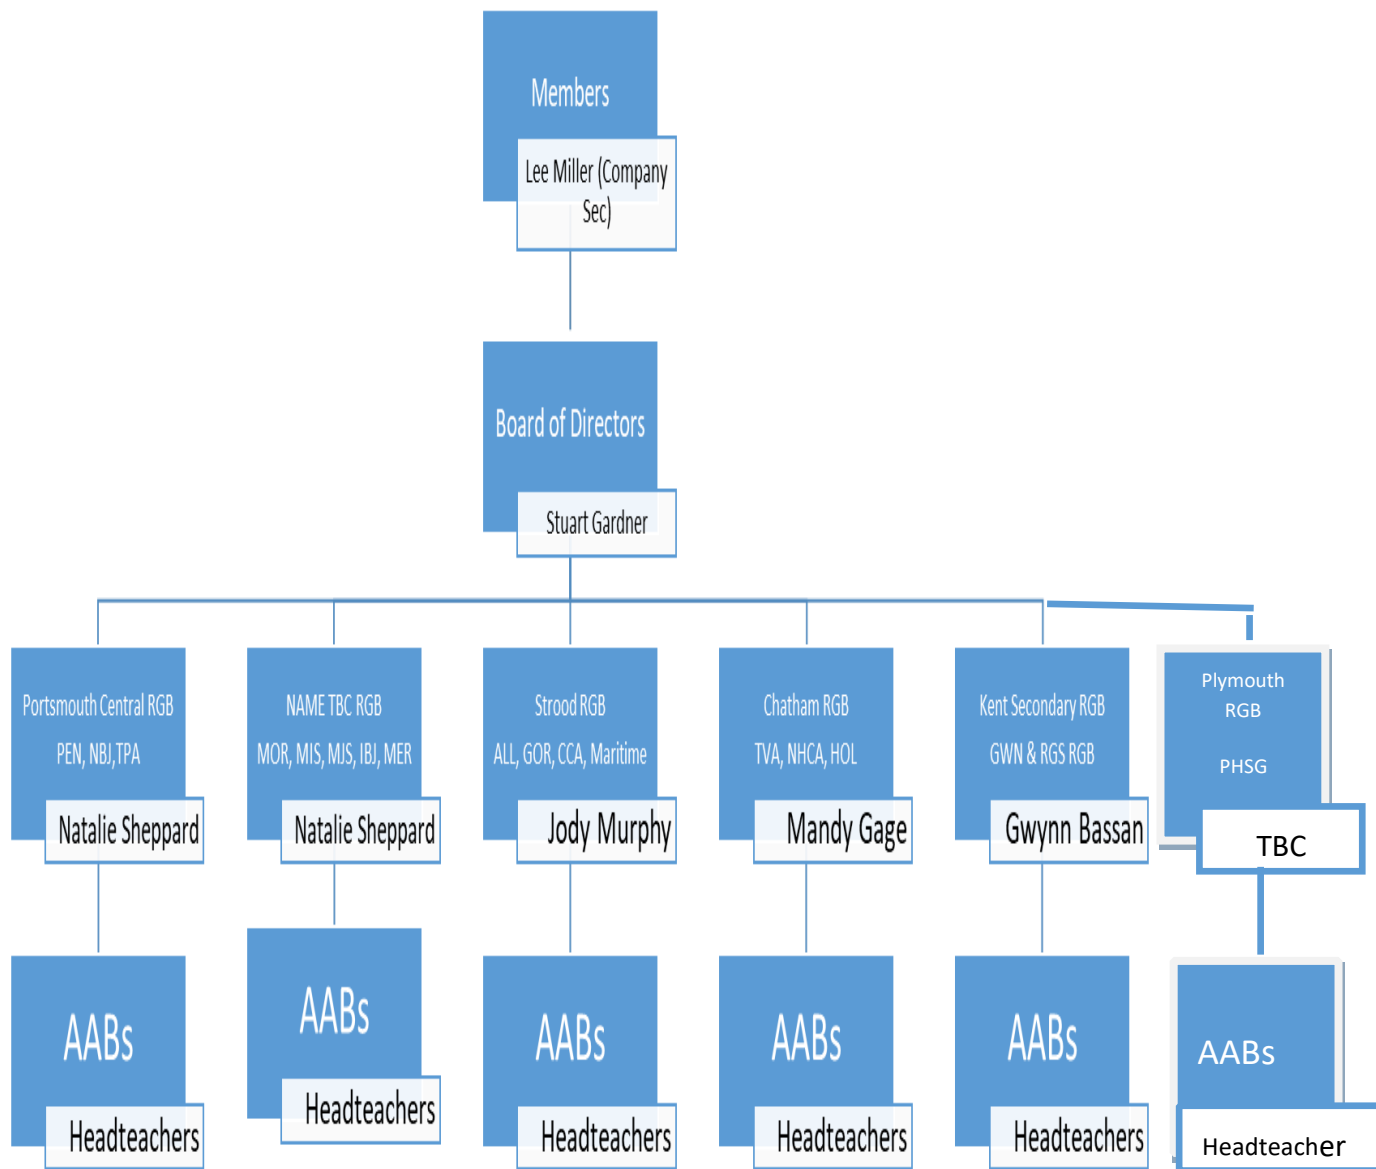 Members
Lee Miller (Company
Sec)
Board of Directors
Stuart Gardner
Portsmouth Central RGB
PEN, NBJ,TPA
Natalie Sheppard
NAME TBC RGB
MOR, MIS, MJS, IBJ, MER
Natalie Sheppard
Strood RGB
ALL, GOR, CCA, Maritime
Jody Murphy
Chatham RGB
TVA, NHCA, HOL
Mandy Gage
Kent Secondary RGB
GWN & RGS RGB
Gwynn Bassan
Plymouth
RGB
PHSG
TBC
AABs
Headteachers
AABs
Headteachers
AABs
Headteachers
AABs
Headteachers
AABs
Headteachers
AABs
Headteacher